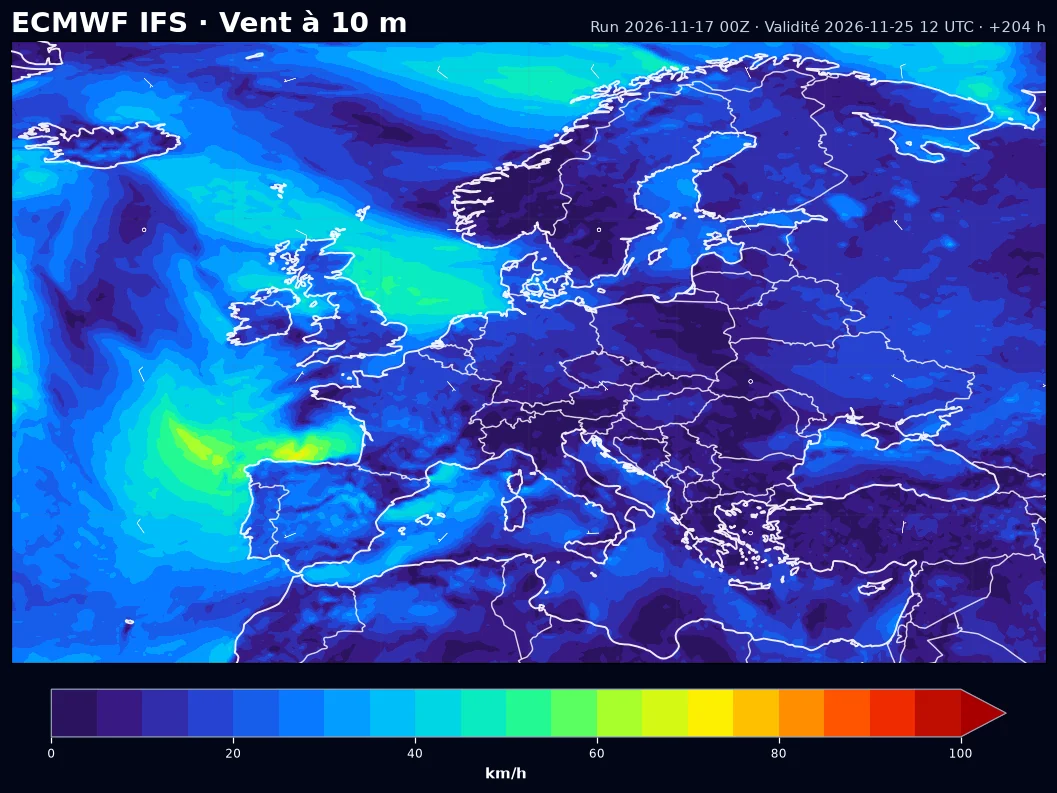 ECMWF IFS · Vent à 10 m
Run 2026-11-17 00Z · Validité 2026-11-25 12 UTC · +204 h
0 20 40 60 80 100
km/h